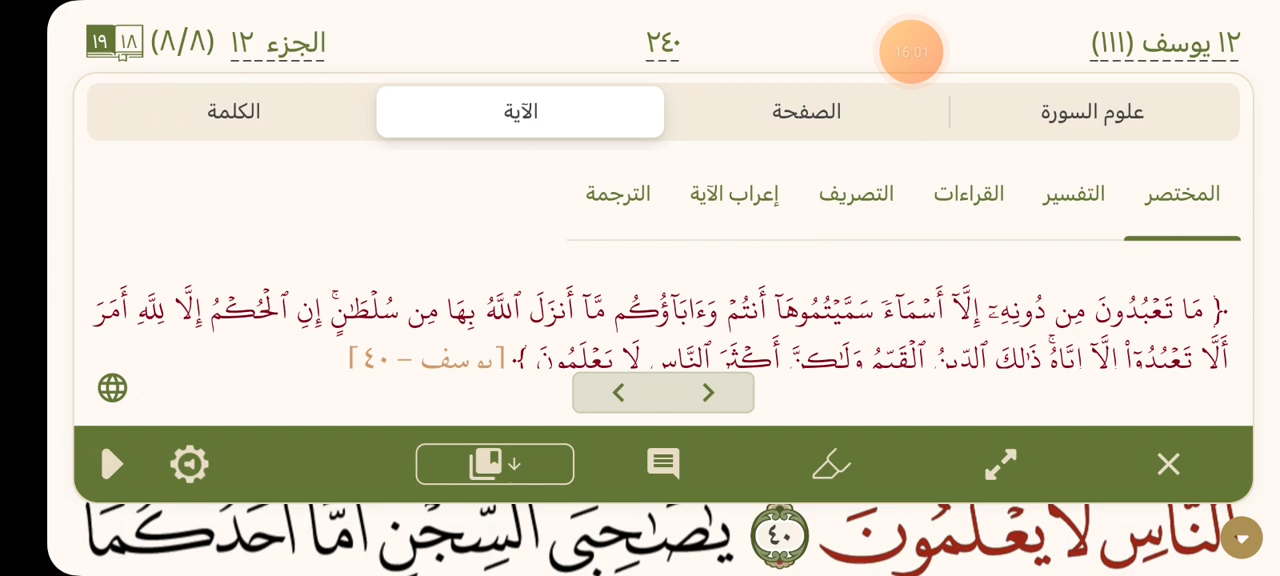 ١٢ يوسف (١١١)
16:01
٢٤٠
الجزء ١٢ (٨/٨) ١٨ ١٩
علوم السورة الصفحة الآية الكلمة
المختصر التفسير القراءات التصريف إعراب الآية الترجمة
﴿ مَا تَعۡبُدُونَ مِن دُونِهِۦٓ إِلَّآ أَسۡمَآءٗ سَمَّيۡتُمُوهَآ أَنتُمۡ وَءَابَآؤُكُم مَّآ أَنزَلَ ٱللَّهُ بِهَا مِن سُلۡطَٰنٍۚ إِنِ ٱلۡحُكۡمُ إِلَّا لِلَّهِ أَمَرَ
أَلَّا تَعۡبُدُوٓاْ إِلَّآ إِيَّاهُۚ ذَٰلِكَ ٱلدِّينُ ٱلۡقَيِّمُ وَلَٰكِنَّ أَكۡثَرَ ٱلنَّاسِ لَا يَعۡلَمُونَ ﴾ [يوسف - ٤٠]
ٱلنَّاسِ لَا يَعۡلَمُونَ ٤٠ يَٰصَٰحِبَيِ ٱلسِّجۡنِ أَمَّآ أَحَدُكُمَا